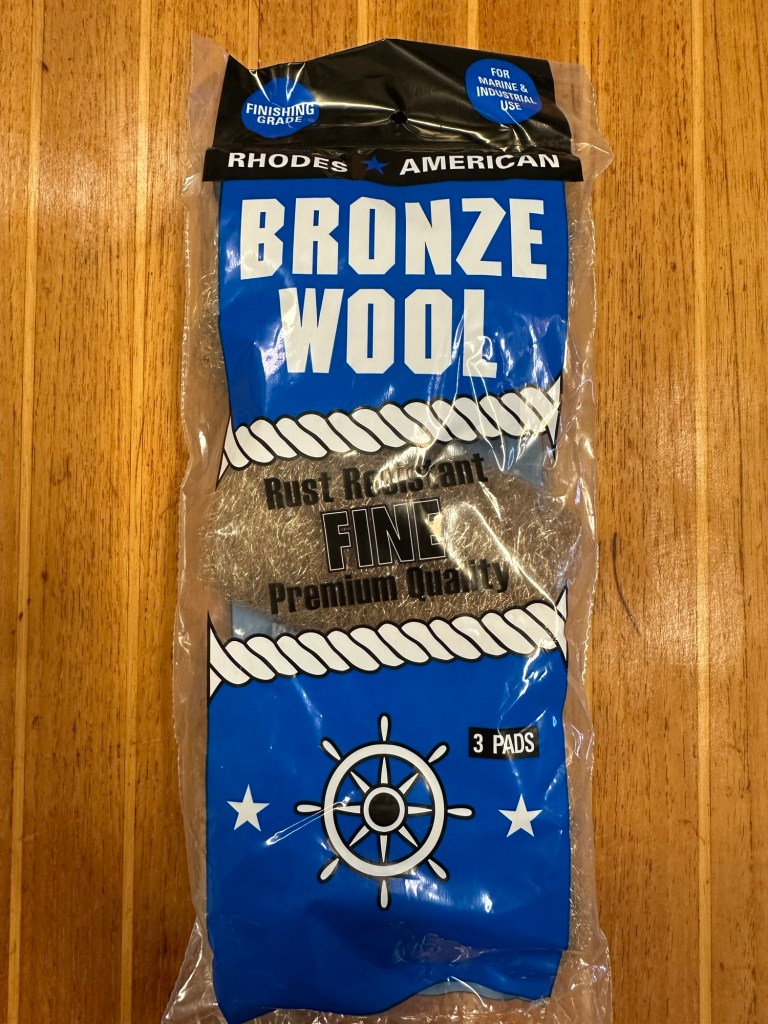 FINISHING
GRADE
FOR
MARINE &
INDUSTRIAL
USE
RHODES AMERICAN
BRONZE
WOOL
Rust Resistant
FINE
Premium Quality
3 PADS